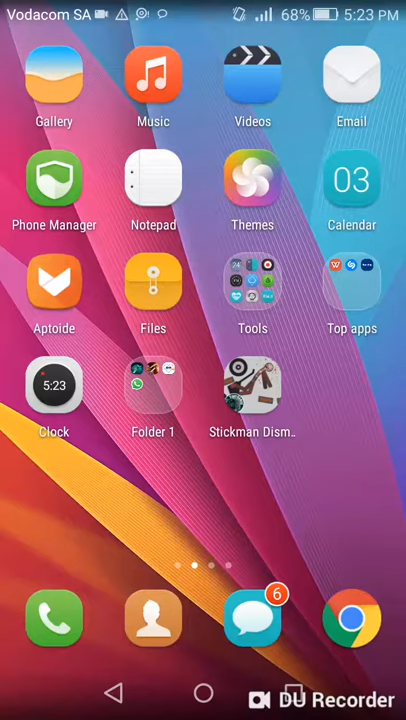 Vodacom SA 68% 5:23 PM
Gallery Music Videos Email
03
Phone Manager Notepad Themes Calendar
Aptoide Files Tools Top apps
5:23
Clock Folder 1 Stickman Dism..
6
DU Recorder